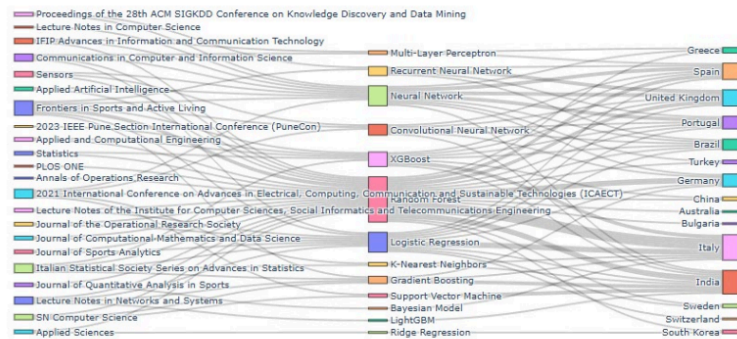 Proceedings of the 28th ACM SIGKDD Conference on Knowledge Discovery and Data Mining
Lecture Notes in Computer Science
IFIP Advances in Information and Communication Technology
Communications in Computer and Information Science
Sensors
Applied Artificial Intelligence
Frontiers in Sports and Active Living
2023 IEEE Pune Section International Conference (PuneCon)
Applied and Computational Engineering
Statistics
PLOS ONE
Annals of Operations Research
2021 International Conference on Advances in Electrical, Computing, Communication and Sustainable Technologies (ICAECT)
Lecture Notes of the Institute for Computer Sciences, Social Informatics and Telecommunications Engineering
Journal of the Operational Research Society
Journal of Computational Mathematics and Data Science
Journal of Sports Analytics
Italian Statistical Society Series on Advances in Statistics
Journal of Quantitative Analysis in Sports
Lecture Notes in Networks and Systems
SN Computer Science
Applied Sciences
Multi-Layer Perceptron
Recurrent Neural Network
Neural Network
Convolutional Neural Network
XGBoost
Random Forest
Logistic Regression
K-Nearest Neighbors
Gradient Boosting
Support Vector Machine
Bayesian Model
LightGBM
Ridge Regression
Greece
Spain
United Kingdom
Portugal
Brazil
Turkey
Germany
China
Australia
Bulgaria
Italy
India
Sweden
Switzerland
South Korea